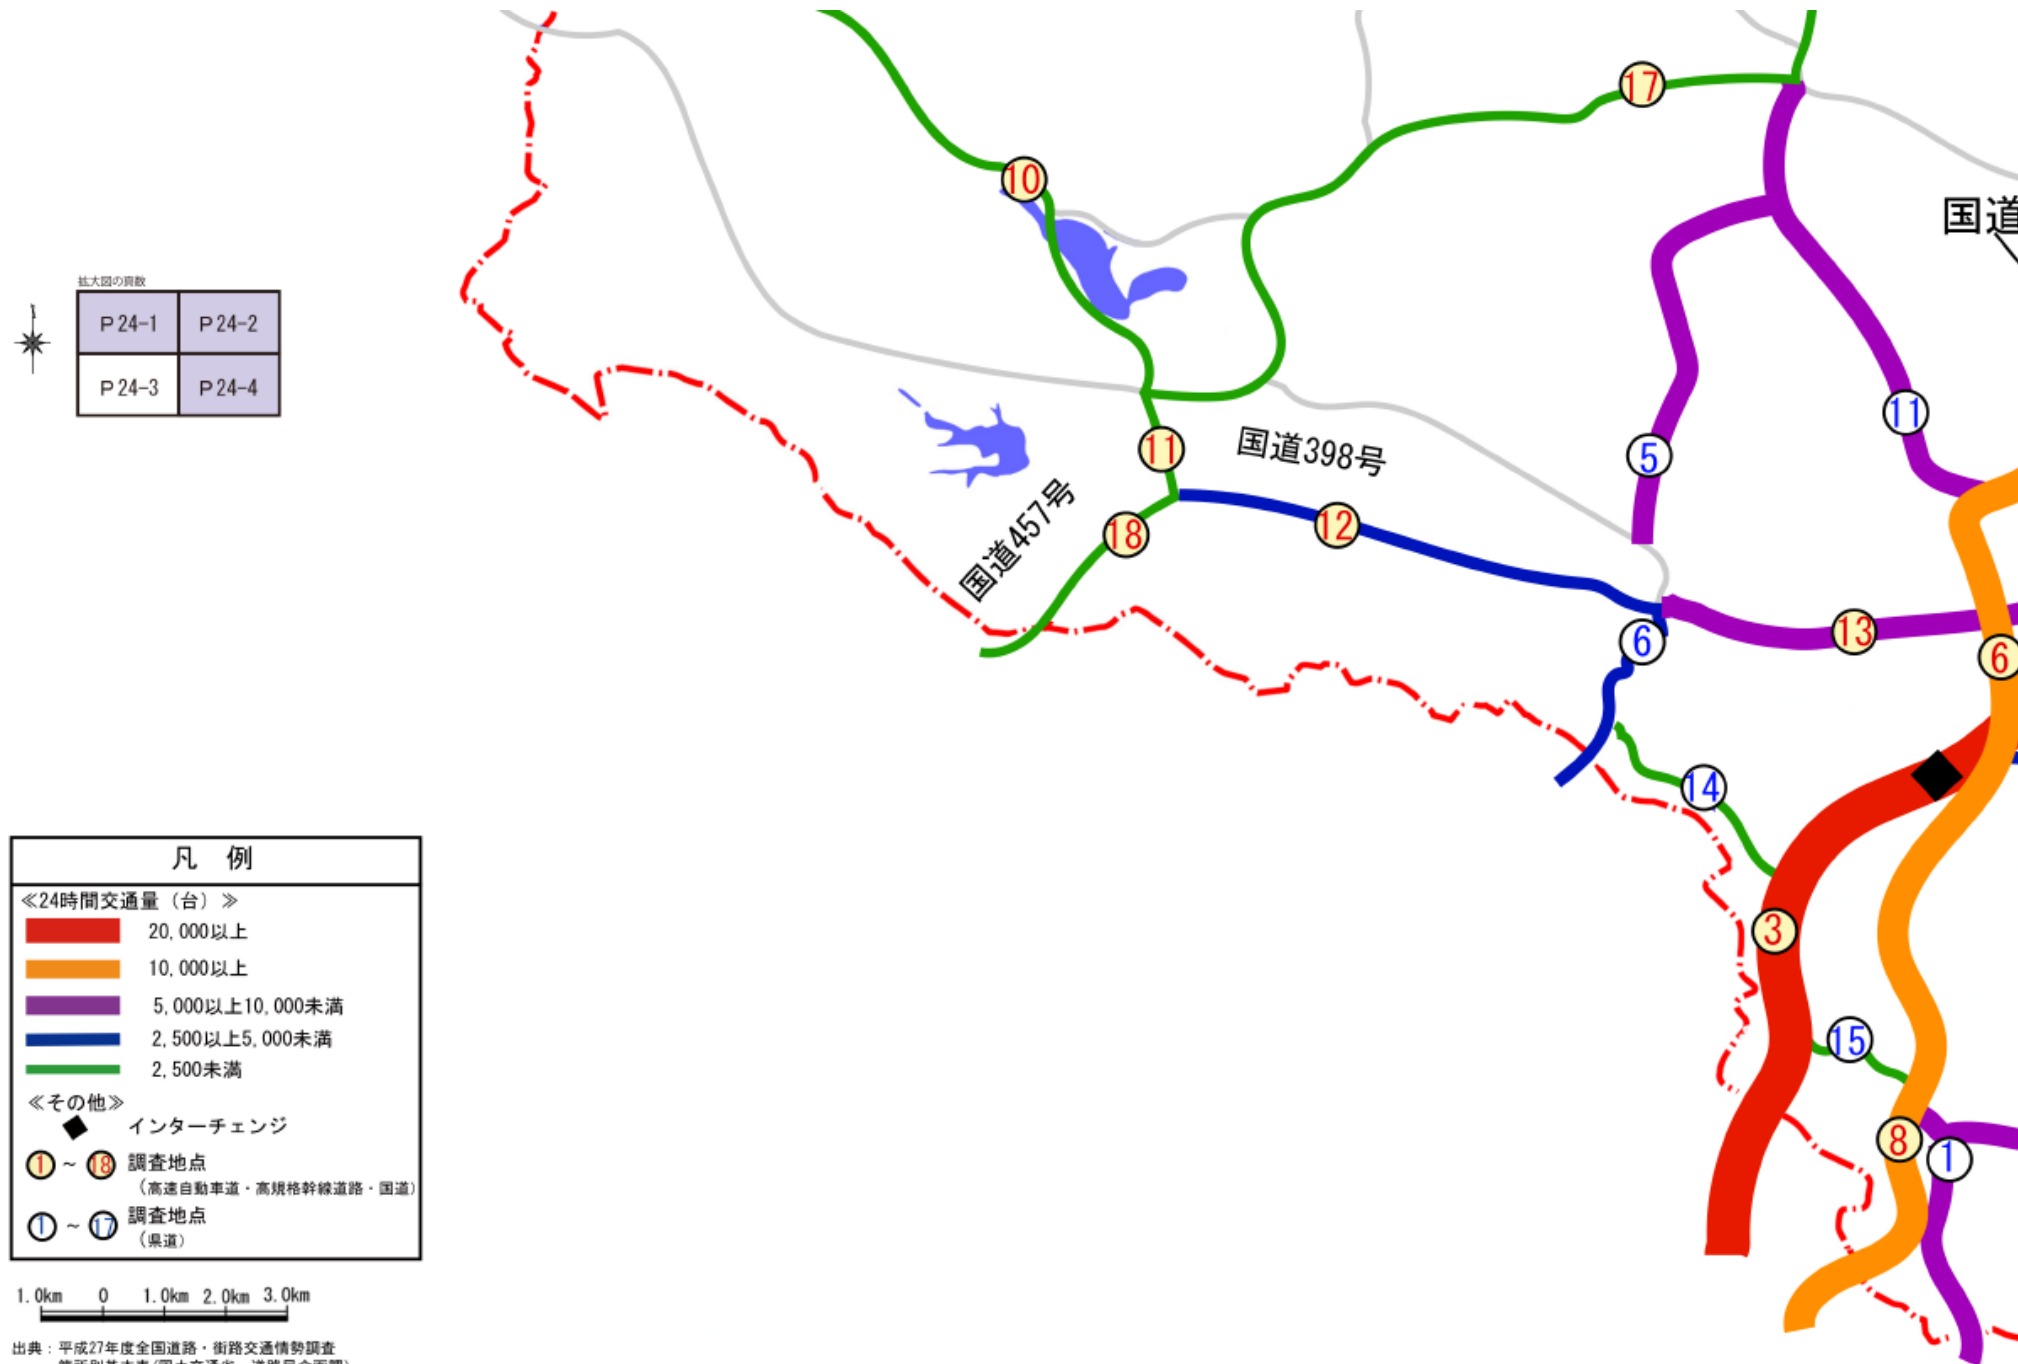 拡大図の頁数
P 24-1
P 24-2
P 24-3
P 24-4
17
10
国道
11
5
11
国道398号
国道457号
18
12
6
13
6
14
3
15
8
1
凡 例
≪24時間交通量（台）≫
20,000以上
10,000以上
5,000以上10,000未満
2,500以上5,000未満
2,500未満
≪その他≫
インターチェンジ
1 ～ 18 調査地点
（高速自動車道・高規格幹線道路・国道）
1 ～ 17 調査地点
（県道）
1.0km 0 1.0km 2.0km 3.0km
出典：平成27年度全国道路・街路交通情勢調査